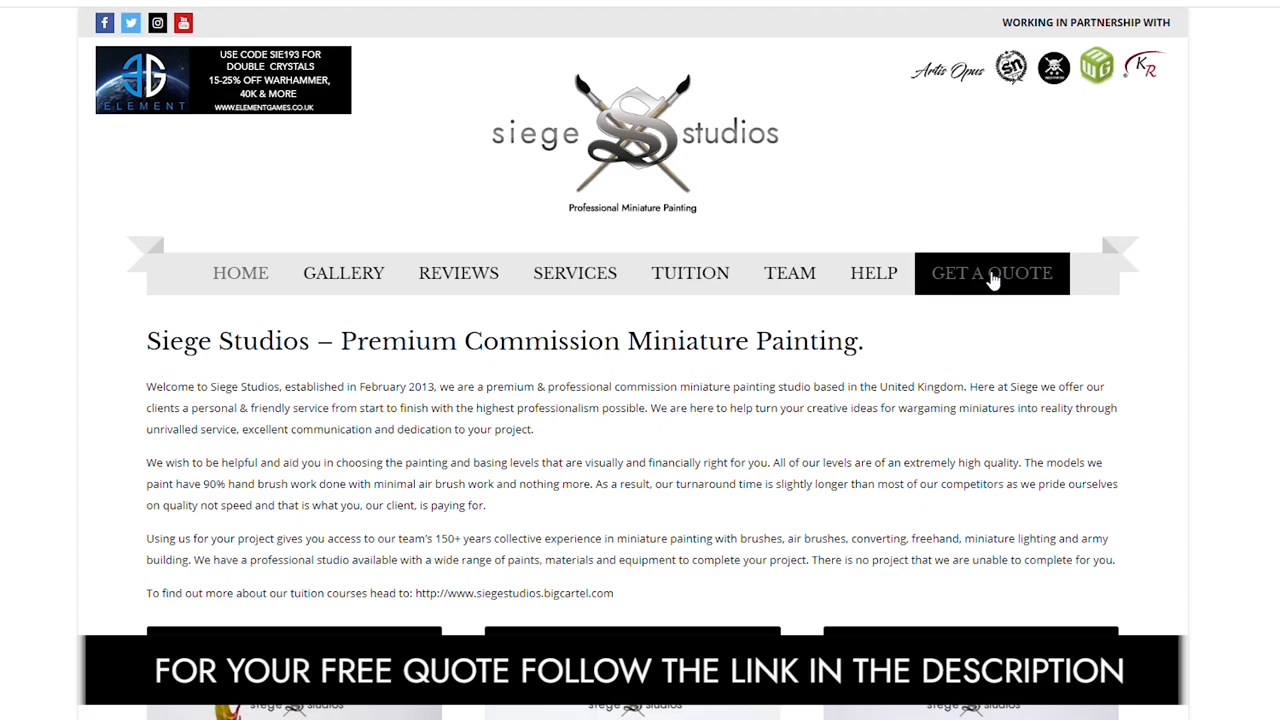 WORKING IN PARTNERSHIP WITH
USE CODE SIE193 FOR
DOUBLE CRYSTALS
15-25% OFF WARHAMMER,
40K & MORE
WWW.ELEMENTGAMES.CO.UK
ELEMENT
Artis Opus
KR
siege studios
Professional Miniature Painting
HOME GALLERY REVIEWS SERVICES TUITION TEAM HELP GET A QUOTE
Siege Studios – Premium Commission Miniature Painting.
Welcome to Siege Studios, established in February 2013, we are a premium & professional commission miniature painting studio based in the United Kingdom. Here at Siege we offer our
clients a personal & friendly service from start to finish with the highest professionalism possible. We are here to help turn your creative ideas for wargaming miniatures into reality through
unrivalled service, excellent communication and dedication to your project.
We wish to be helpful and aid you in choosing the painting and basing levels that are visually and financially right for you. All of our levels are of an extremely high quality. The models we
paint have 90% hand brush work done with minimal air brush work and nothing more. As a result, our turnaround time is slightly longer than most of our competitors as we pride ourselves
on quality not speed and that is what you, our client, is paying for.
Using us for your project gives you access to our team's 150+ years collective experience in miniature painting with brushes, air brushes, converting, freehand, miniature lighting and army
building. We have a professional studio available with a wide range of paints, materials and equipment to complete your project. There is no project that we are unable to complete for you.
To find out more about our tuition courses head to: http://www.siegestudios.bigcartel.com
FOR YOUR FREE QUOTE FOLLOW THE LINK IN THE DESCRIPTION